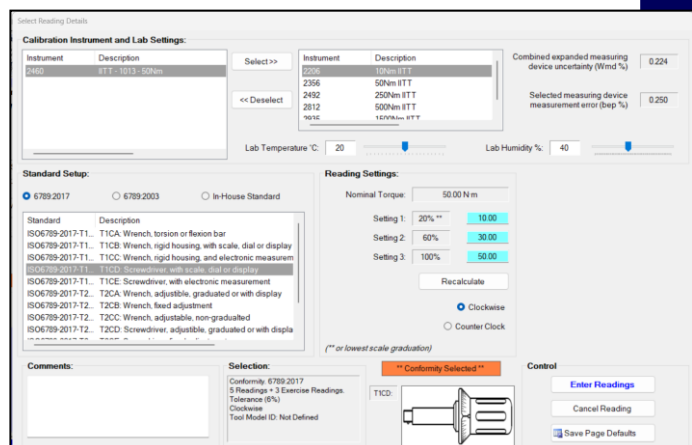 Select Reading Details
Calibration Instrument and Lab Settings:
Instrument Description
2460 IITT - 1013 - 50Nm
Select >>
<< Deselect
Instrument Description
2206 10Nm IITT
2356 50Nm IITT
2492 250Nm IITT
2812 500Nm IITT
2935 1500Nm IITT
Combined expanded measuring
device uncertainty (Wmd %)
0.224
Selected measuring device
measurement error (bep %)
0.250
Lab Temperature °C: 20
Lab Humidity %: 40
Standard Setup:
6789:2017 6789:2003 In-House Standard
Standard Description
ISO6789-2017-T1... T1CA: Wrench, torsion or flexion bar
ISO6789-2017-T1... T1CB: Wrench, rigid housing, with scale, dial or display
ISO6789-2017-T1... T1CC: Wrench, rigid housing, and electronic measurem
ISO6789-2017-T1... T1CD: Screwdriver, with scale, dial or display
ISO6789-2017-T1... T1CE: Screwdriver, with electronic measurement
ISO6789-2017-T2... T2CA: Wrench, adjustable, graduated or with display
ISO6789-2017-T2... T2CB: Wrench, fixed adjustment
ISO6789-2017-T2... T2CC: Wrench, adjustable, non-gradualted
ISO6789-2017-T2... T2CD: Screwdriver, adjustable, graduated or with displa
Reading Settings:
Nominal Torque: 50.00 N·m
Setting 1: 20% ** 10.00
Setting 2: 60% 30.00
Setting 3: 100% 50.00
Recalculate
Clockwise
Counter Clock
(** or lowest scale graduation)
Comments:
Selection:
Conformity. 6789:2017
5 Readings + 3 Exercise Readings.
Tolerance (6%)
Clockwise
Tool Model ID: Not Defined
** Conformity Selected **
T1CD:
Control
Enter Readings
Cancel Reading
Save Page Defaults